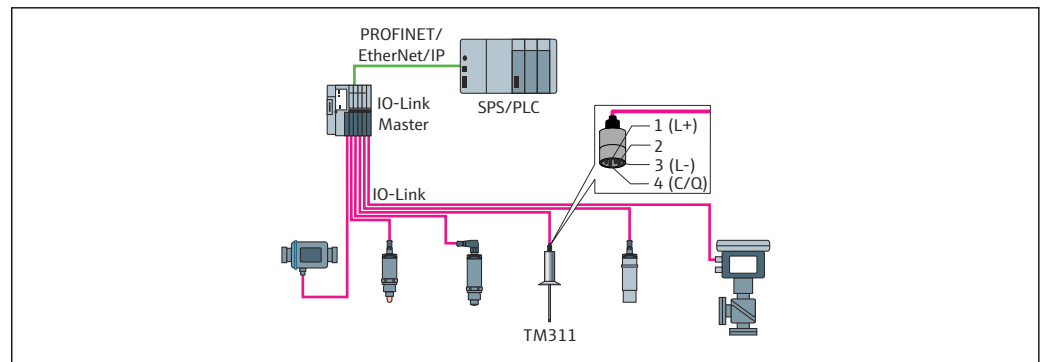 PROFINET/
EtherNet/IP
SPS/PLC
IO-Link
Master
1 (L+)
2
3 (L-)
4 (C/Q)
IO-Link
TM311